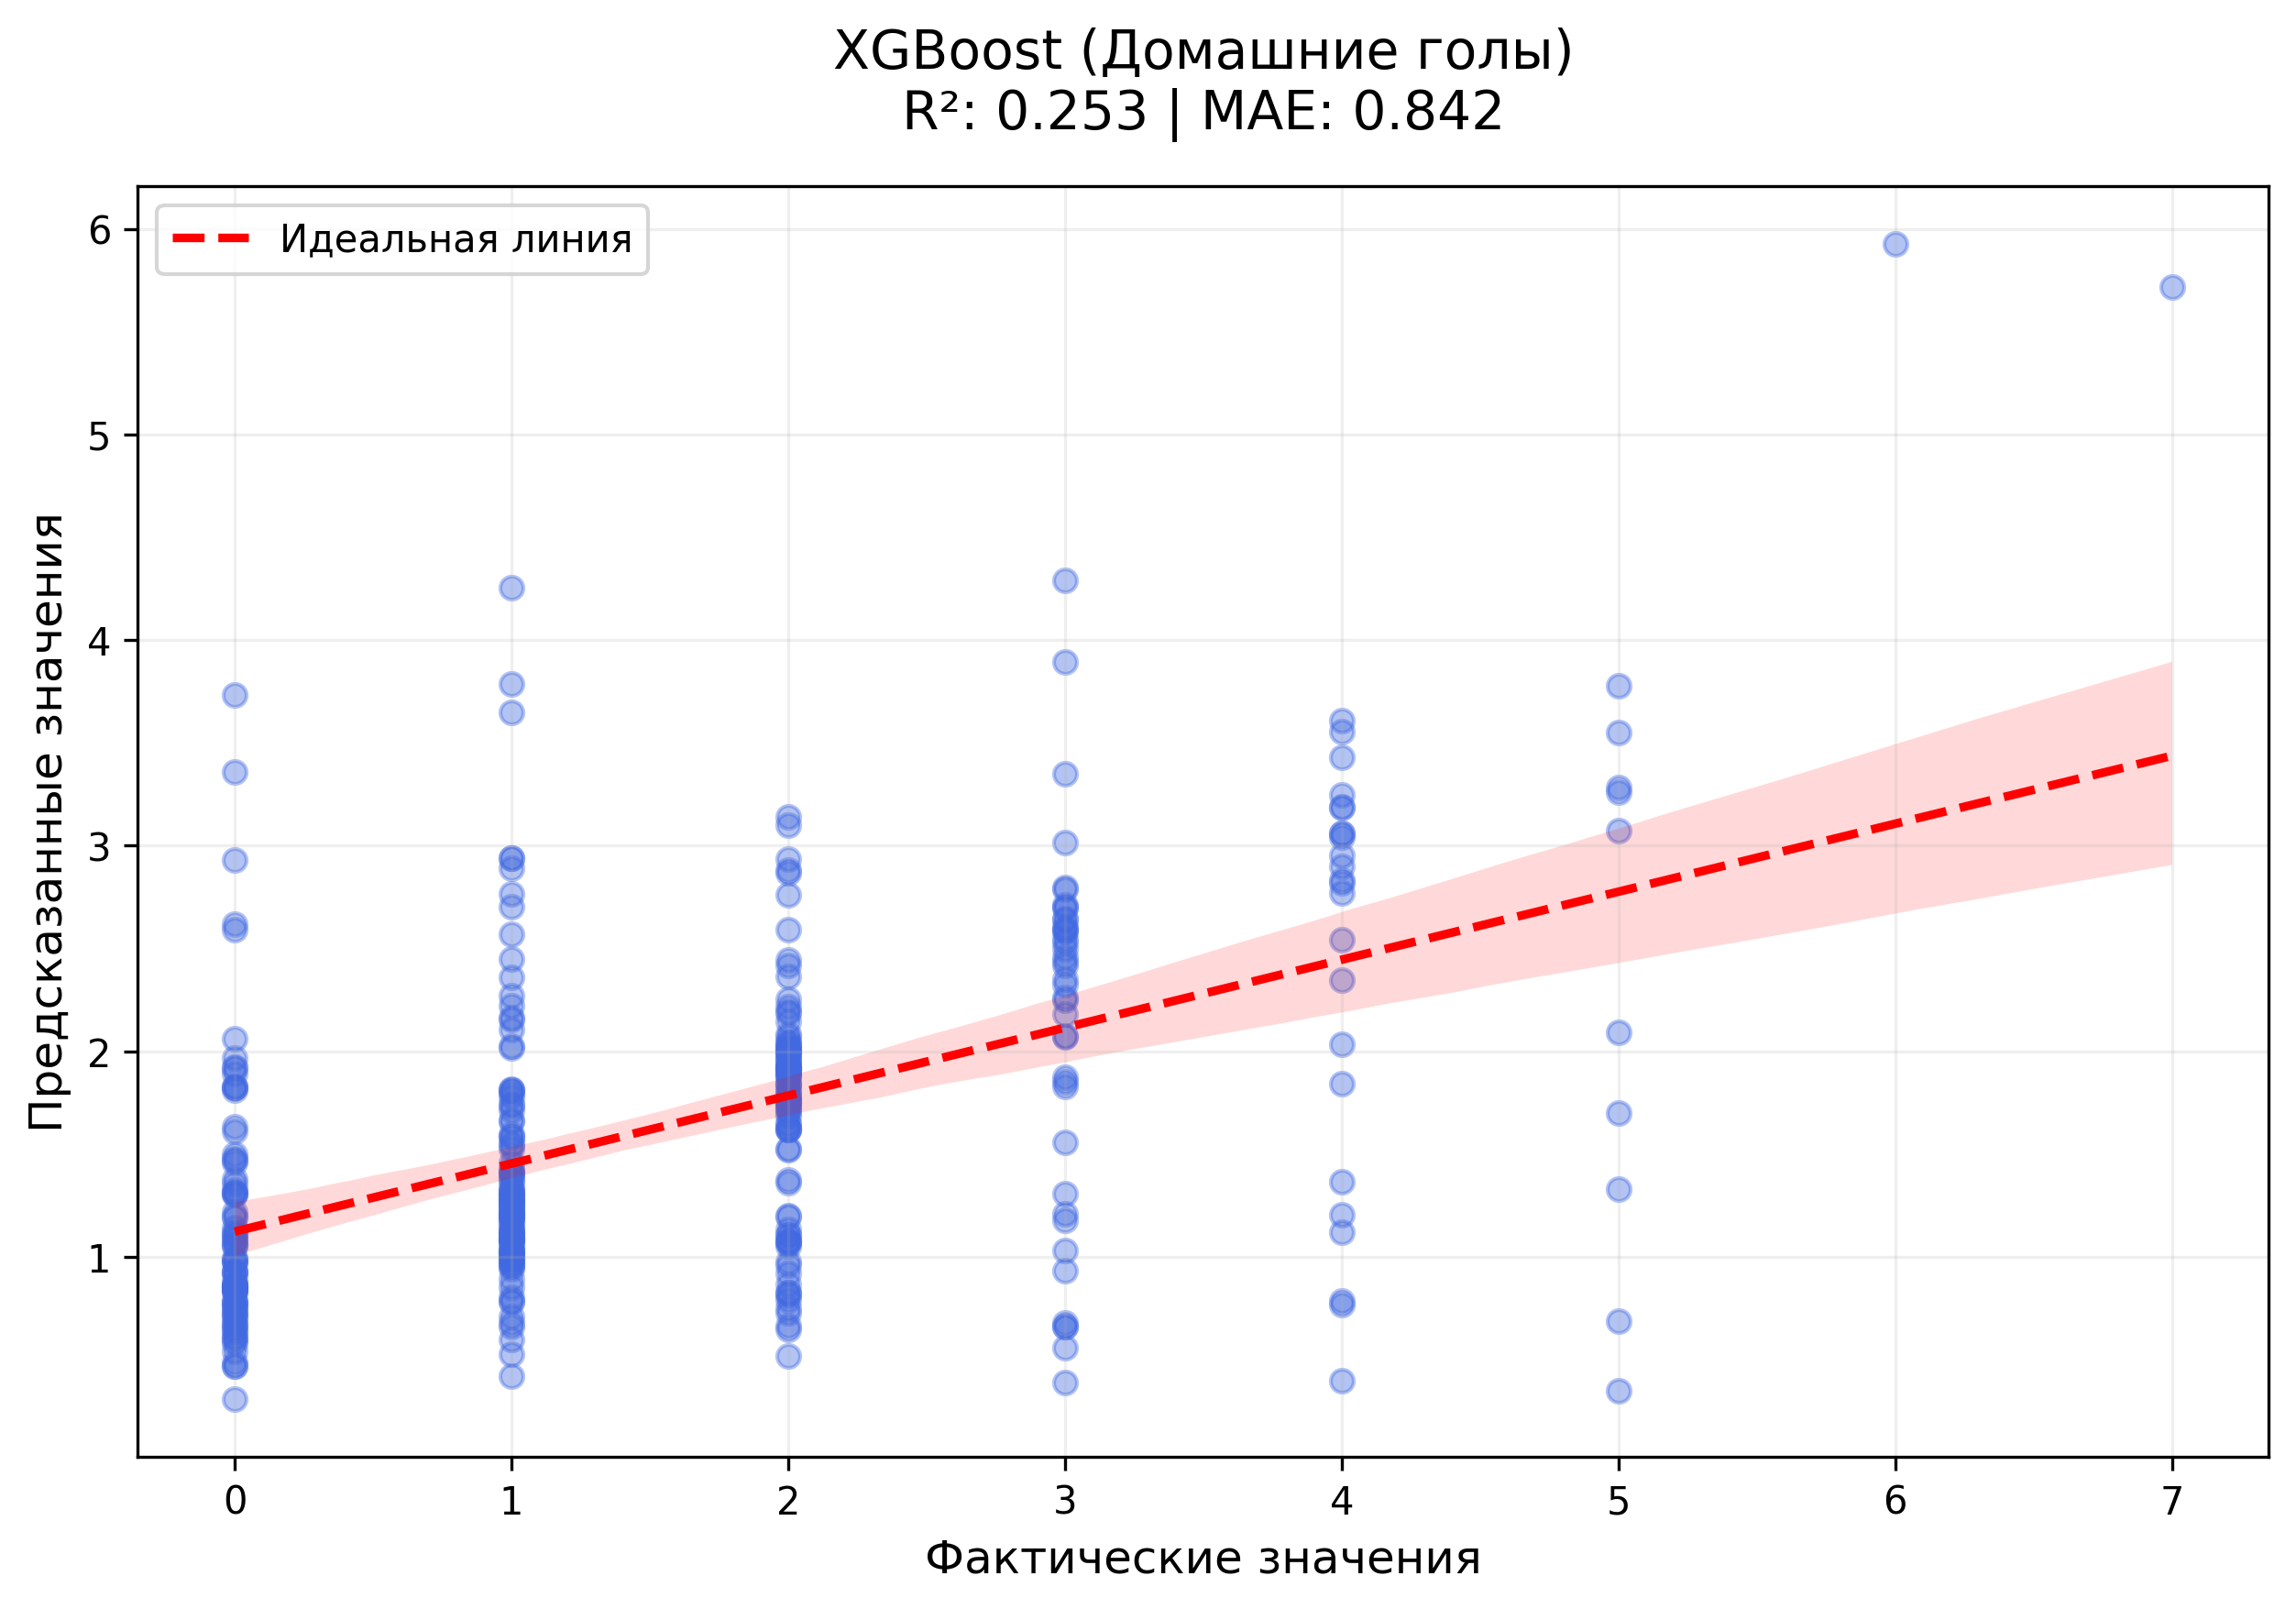 XGBoost (Домашние голы)
R²: 0.253 | MAE: 0.842
Идеальная линия
Предсказанные значения
6
5
4
3
2
1
0 1 2 3 4 5 6 7
Фактические значения